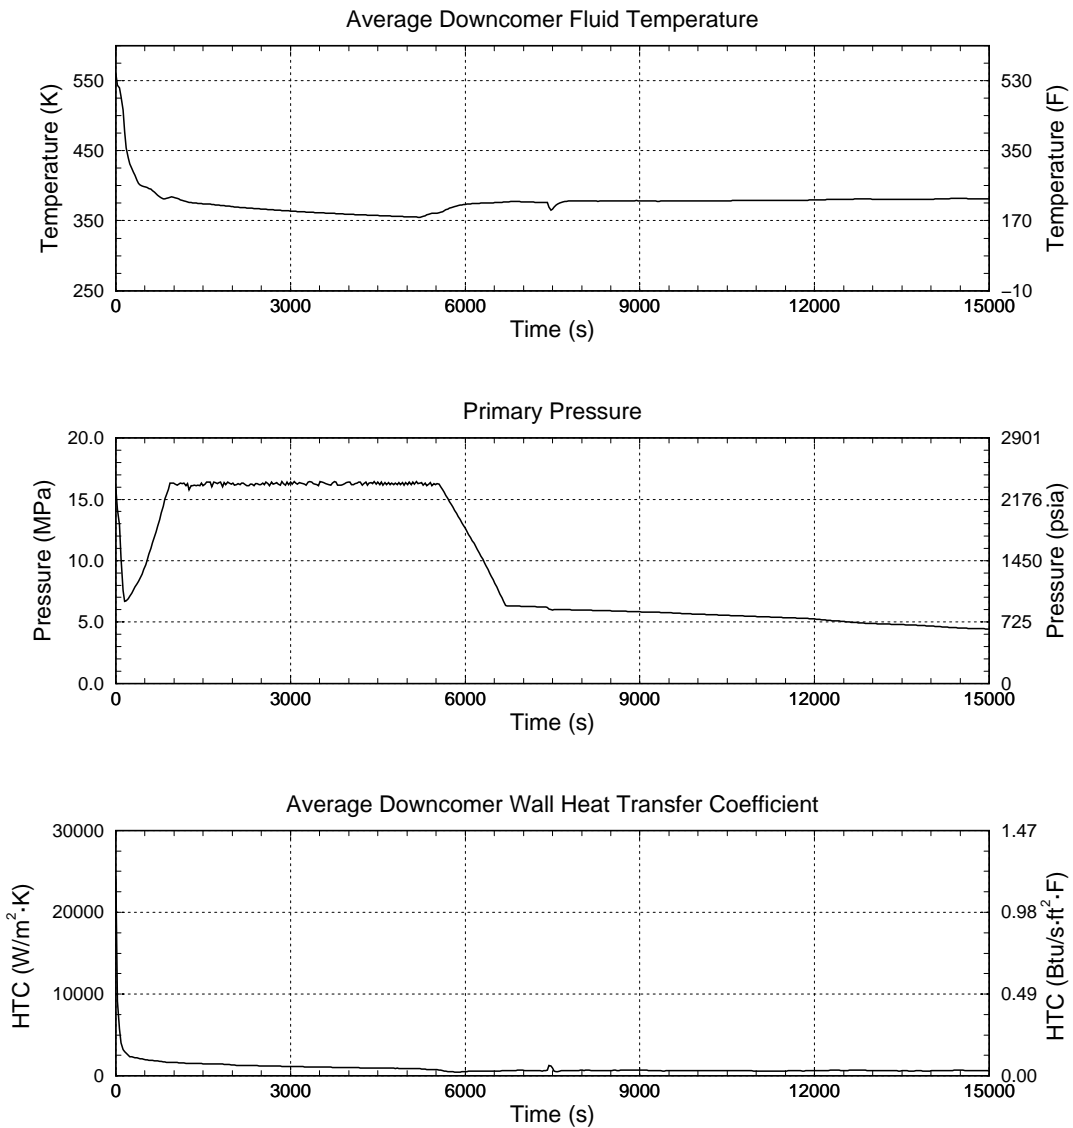 Average Downcomer Fluid Temperature
550
450
350
250
Temperature (K)
530
350
170
−10
Temperature (F)
0 3000 6000 9000 12000 15000
Time (s)
Primary Pressure
20.0
15.0
10.0
5.0
0.0
Pressure (MPa)
2901
2176
1450
725
0
Pressure (psia)
0 3000 6000 9000 12000 15000
Time (s)
Average Downcomer Wall Heat Transfer Coefficient
30000
20000
10000
0
HTC (W/m²·K)
1.47
0.98
0.49
0.00
HTC (Btu/s·ft²·F)
0 3000 6000 9000 12000 15000
Time (s)